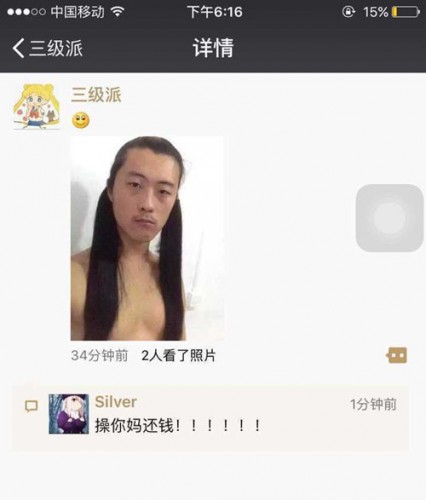 中国移动 下午6:16 15%
三级派 详情
三级派
34分钟前 2人看了照片
Silver 1分钟前
操你妈还钱！！！！！！